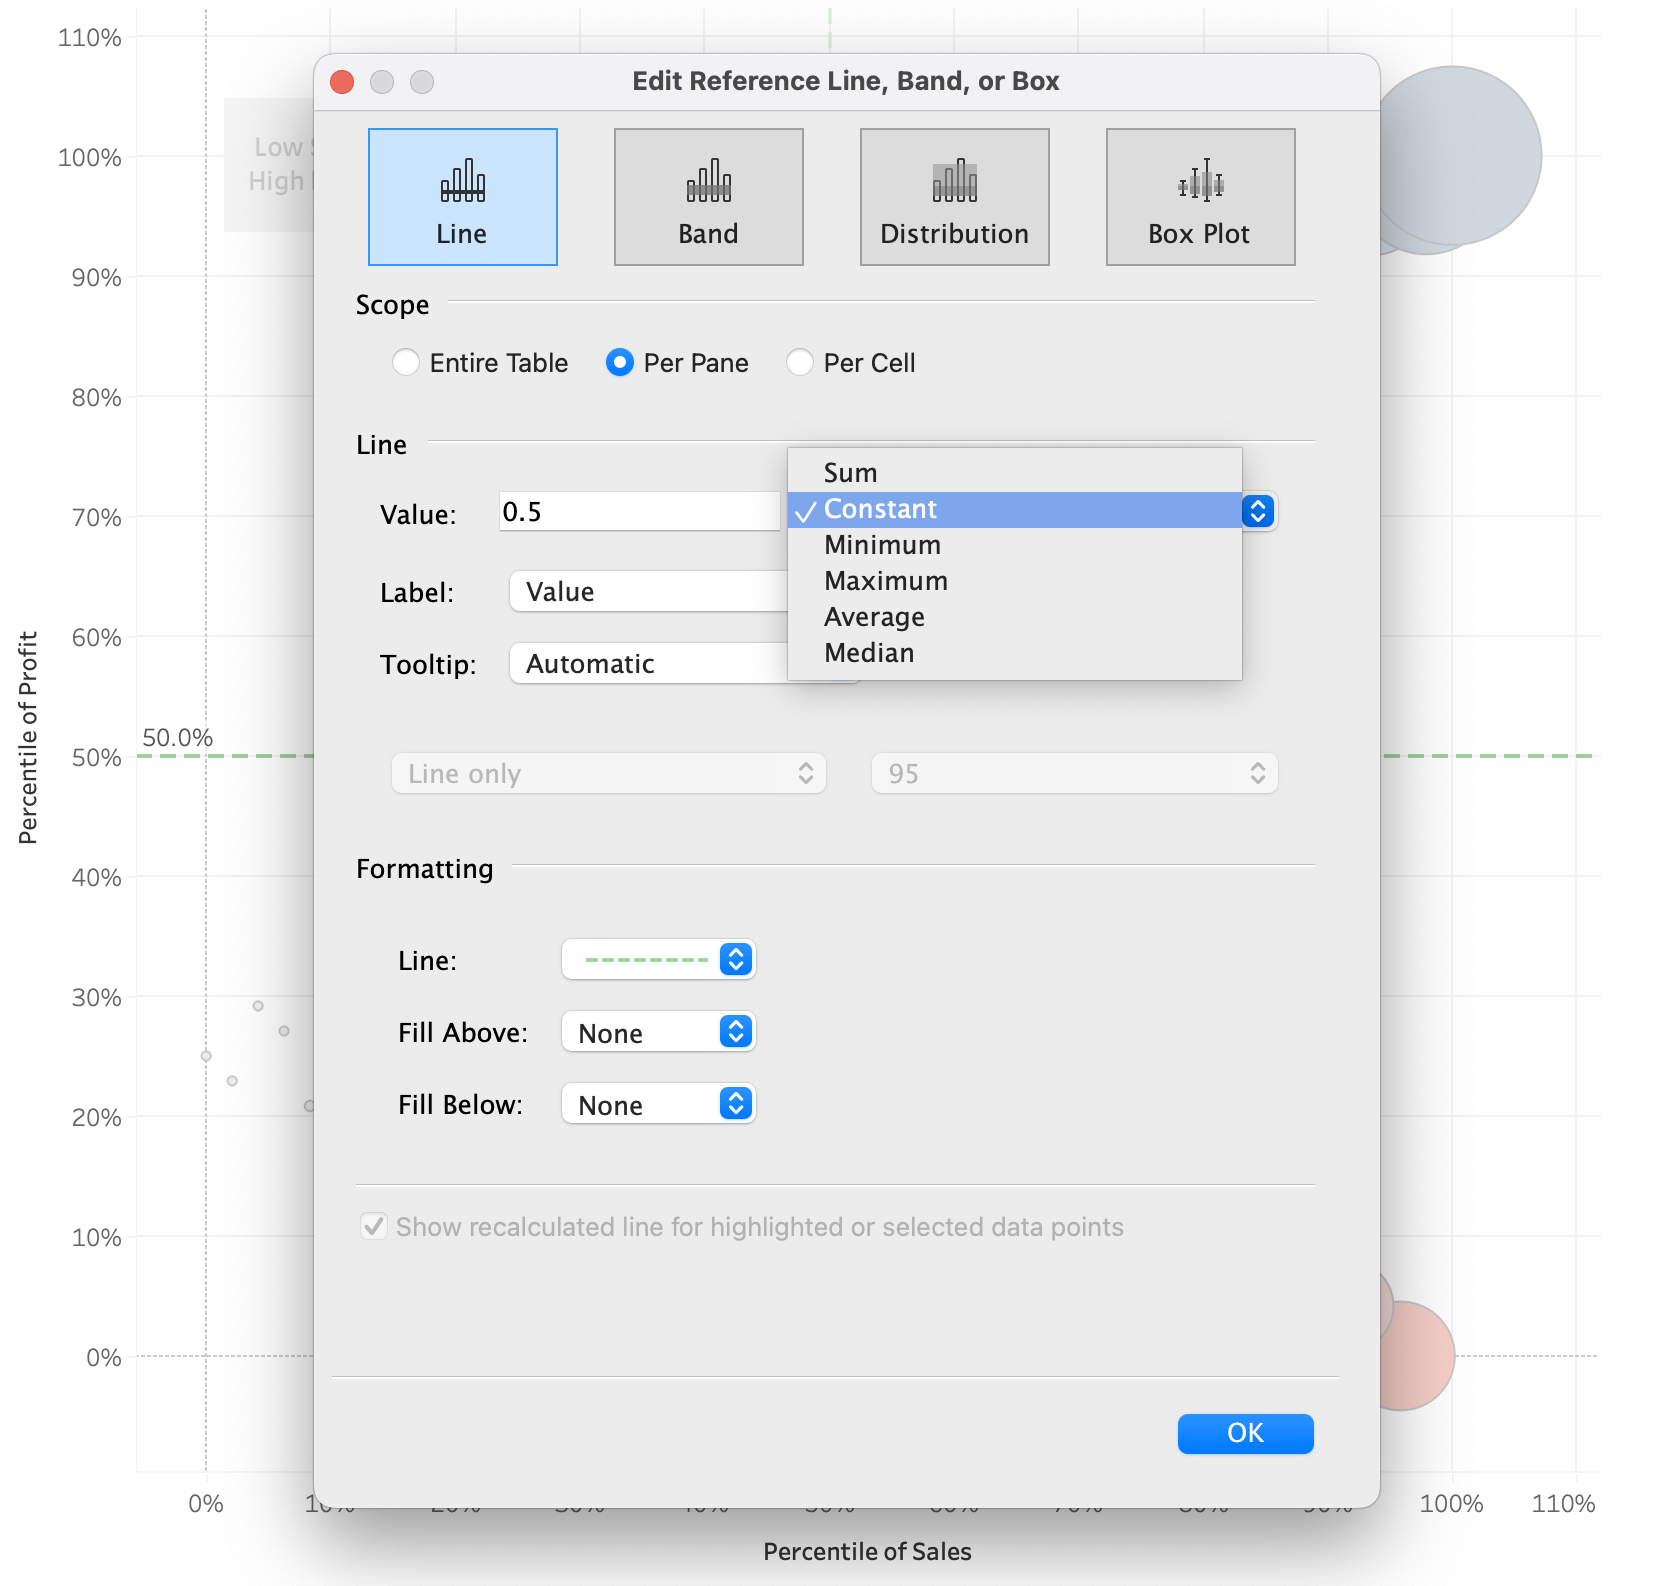 Edit Reference Line, Band, or Box
Line
Band
Distribution
Box Plot
Scope
Entire Table
Per Pane
Per Cell
Line
Value:
0.5
Sum
Constant
Minimum
Maximum
Average
Median
Label:
Value
Tooltip:
Automatic
Line only
95
Formatting
Line:
Fill Above:
None
Fill Below:
None
Show recalculated line for highlighted or selected data points
OK
110%
100%
90%
80%
70%
60%
50%
40%
30%
20%
10%
0%
50.0%
Low
High
Percentile of Profit
0%
100%
110%
Percentile of Sales